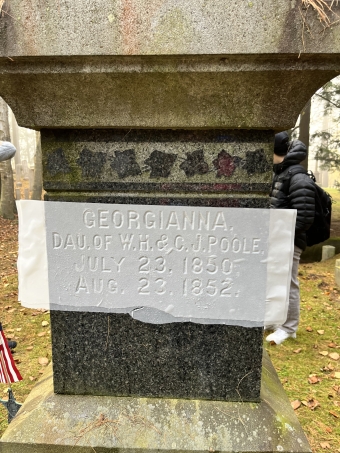 GEORGIANNA.
DAU. OF W.H. & C.J. POOLE.
JULY 23. 1850.
AUG. 23. 1852.